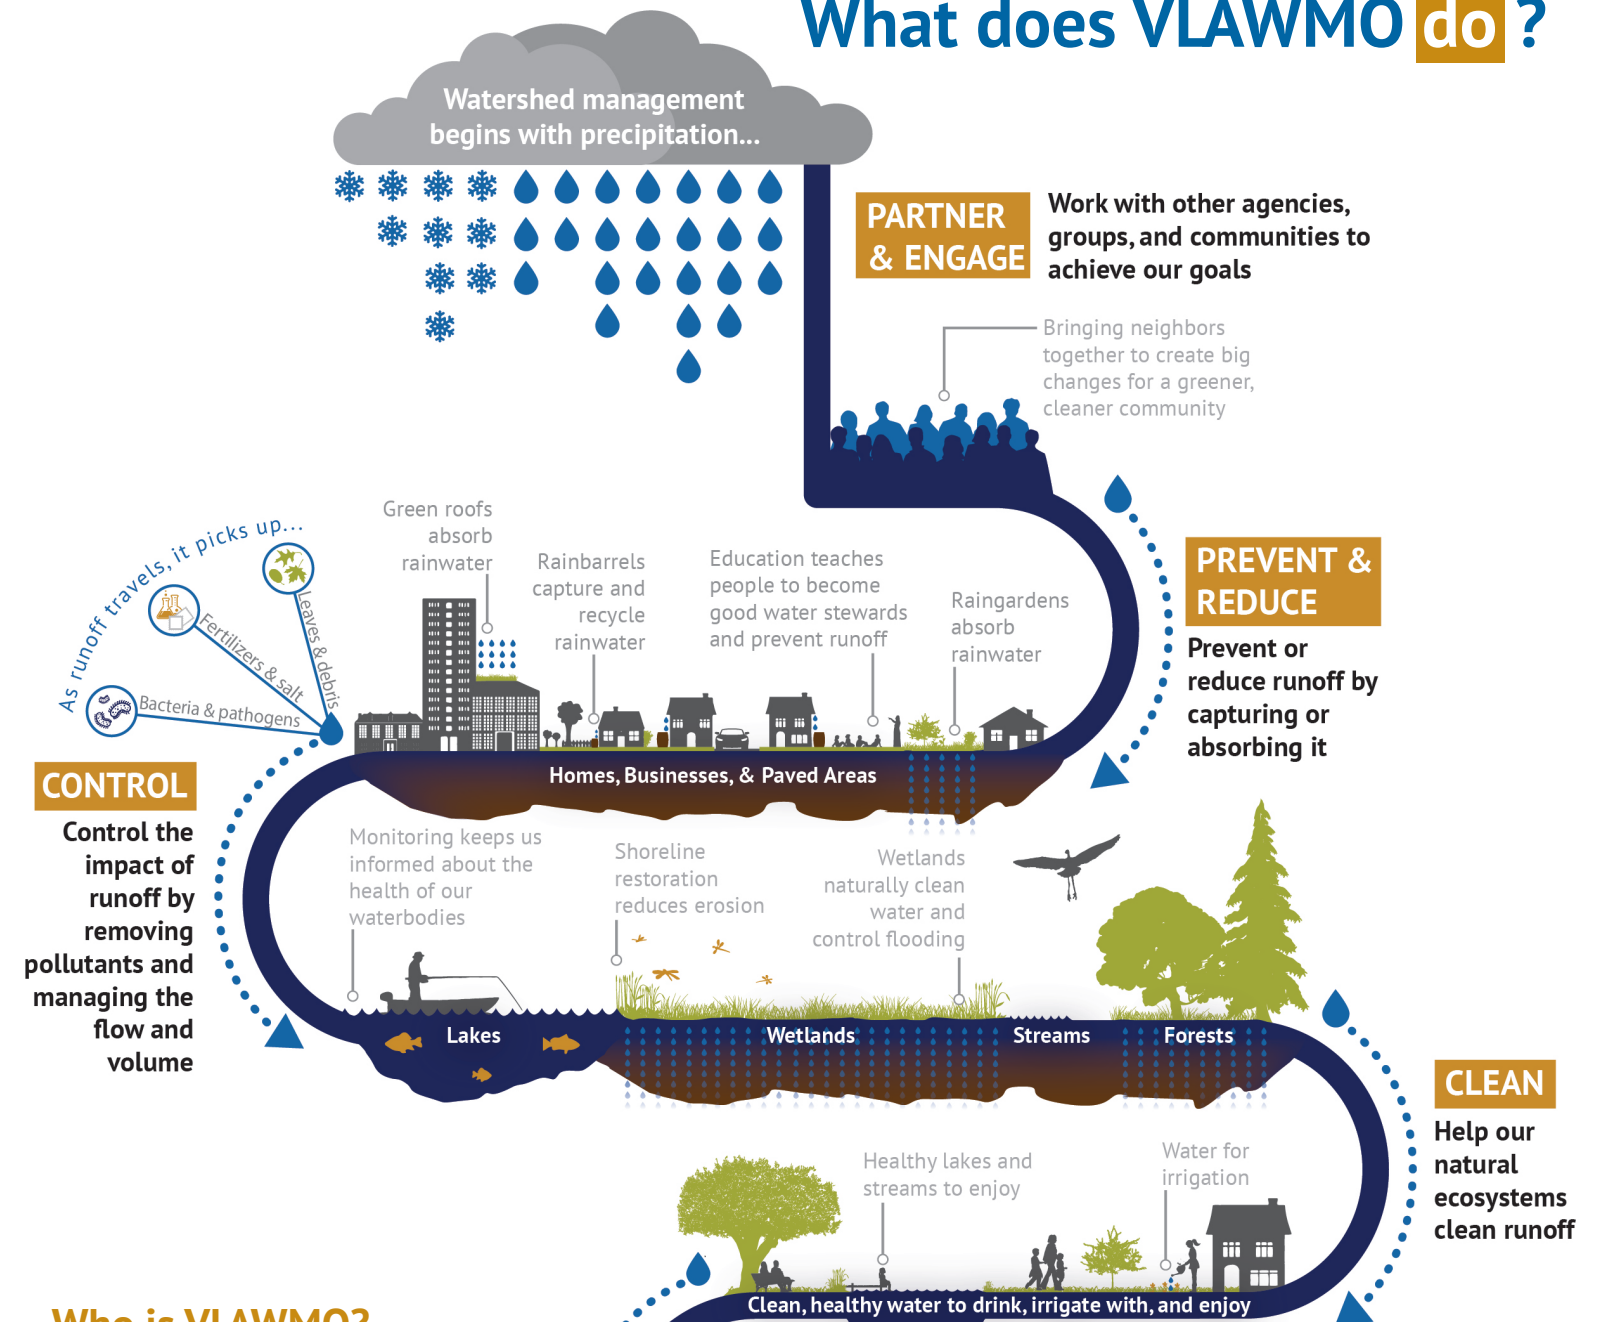 What does VLAWMO do ?
Watershed management
begins with precipitation...
PARTNER
& ENGAGE
Work with other agencies,
groups, and communities to
achieve our goals
Bringing neighbors
together to create big
changes for a greener,
cleaner community
PREVENT &
REDUCE
Prevent or
reduce runoff by
capturing or
absorbing it
Green roofs
absorb
rainwater
Rainbarrels
capture and
recycle
rainwater
Education teaches
people to become
good water stewards
and prevent runoff
Raingardens
absorb
rainwater
As runoff travels, it picks up...
Leaves & debris
Fertilizers & salt
Bacteria & pathogens
Homes, Businesses, & Paved Areas
CONTROL
Control the
impact of
runoff by
removing
pollutants and
managing the
flow and
volume
Monitoring keeps us
informed about the
health of our
waterbodies
Shoreline
restoration
reduces erosion
Wetlands
naturally clean
water and
control flooding
Lakes
Wetlands
Streams
Forests
CLEAN
Help our
natural
ecosystems
clean runoff
Healthy lakes and
streams to enjoy
Water for
irrigation
Clean, healthy water to drink, irrigate with, and enjoy
Who is VLAWMO?